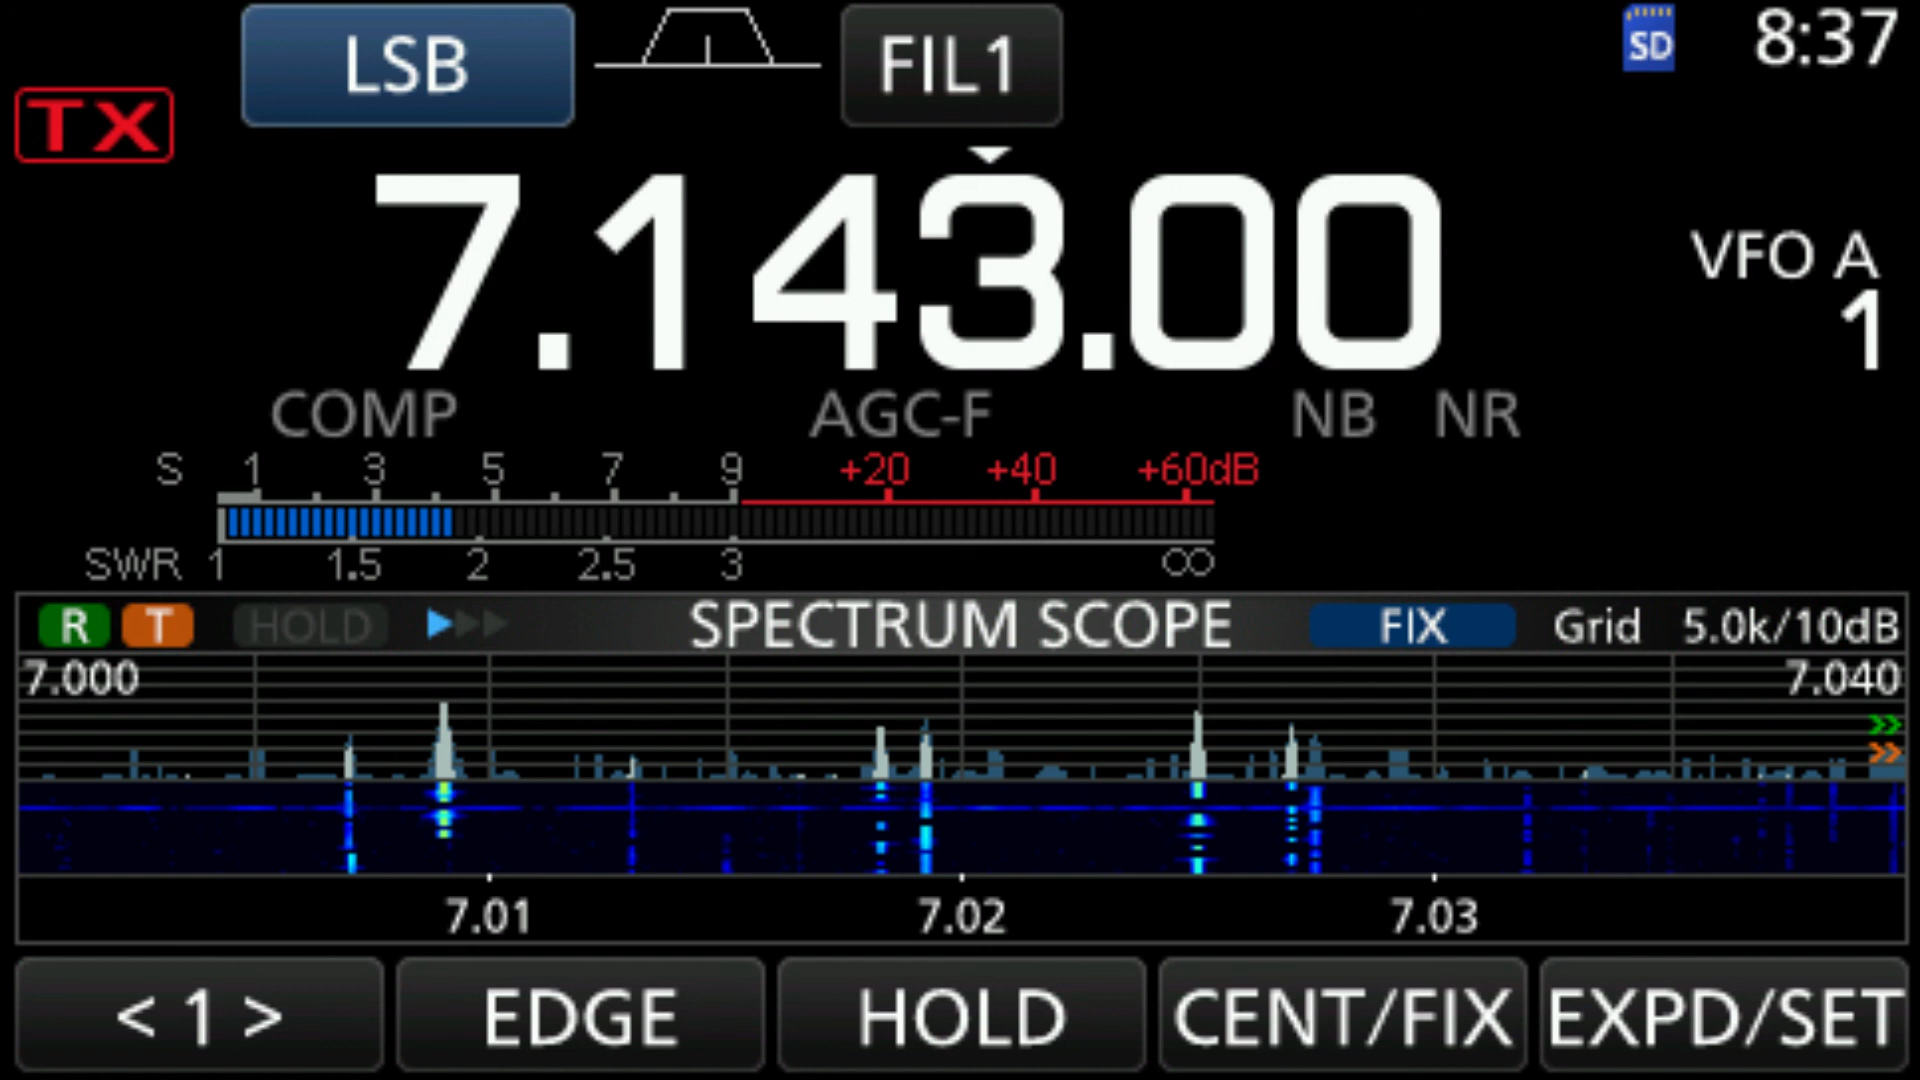 LSB FIL1 SD 8:37
TX
7.143.00
VFO A
1
COMP AGC-F NB NR
S 1 3 5 7 9 +20 +40 +60dB
SWR 1 1.5 2 2.5 3 ∞
R T HOLD SPECTRUM SCOPE FIX Grid 5.0k/10dB
7.000 7.040
7.01 7.02 7.03
< 1 > EDGE HOLD CENT/FIX EXPD/SET